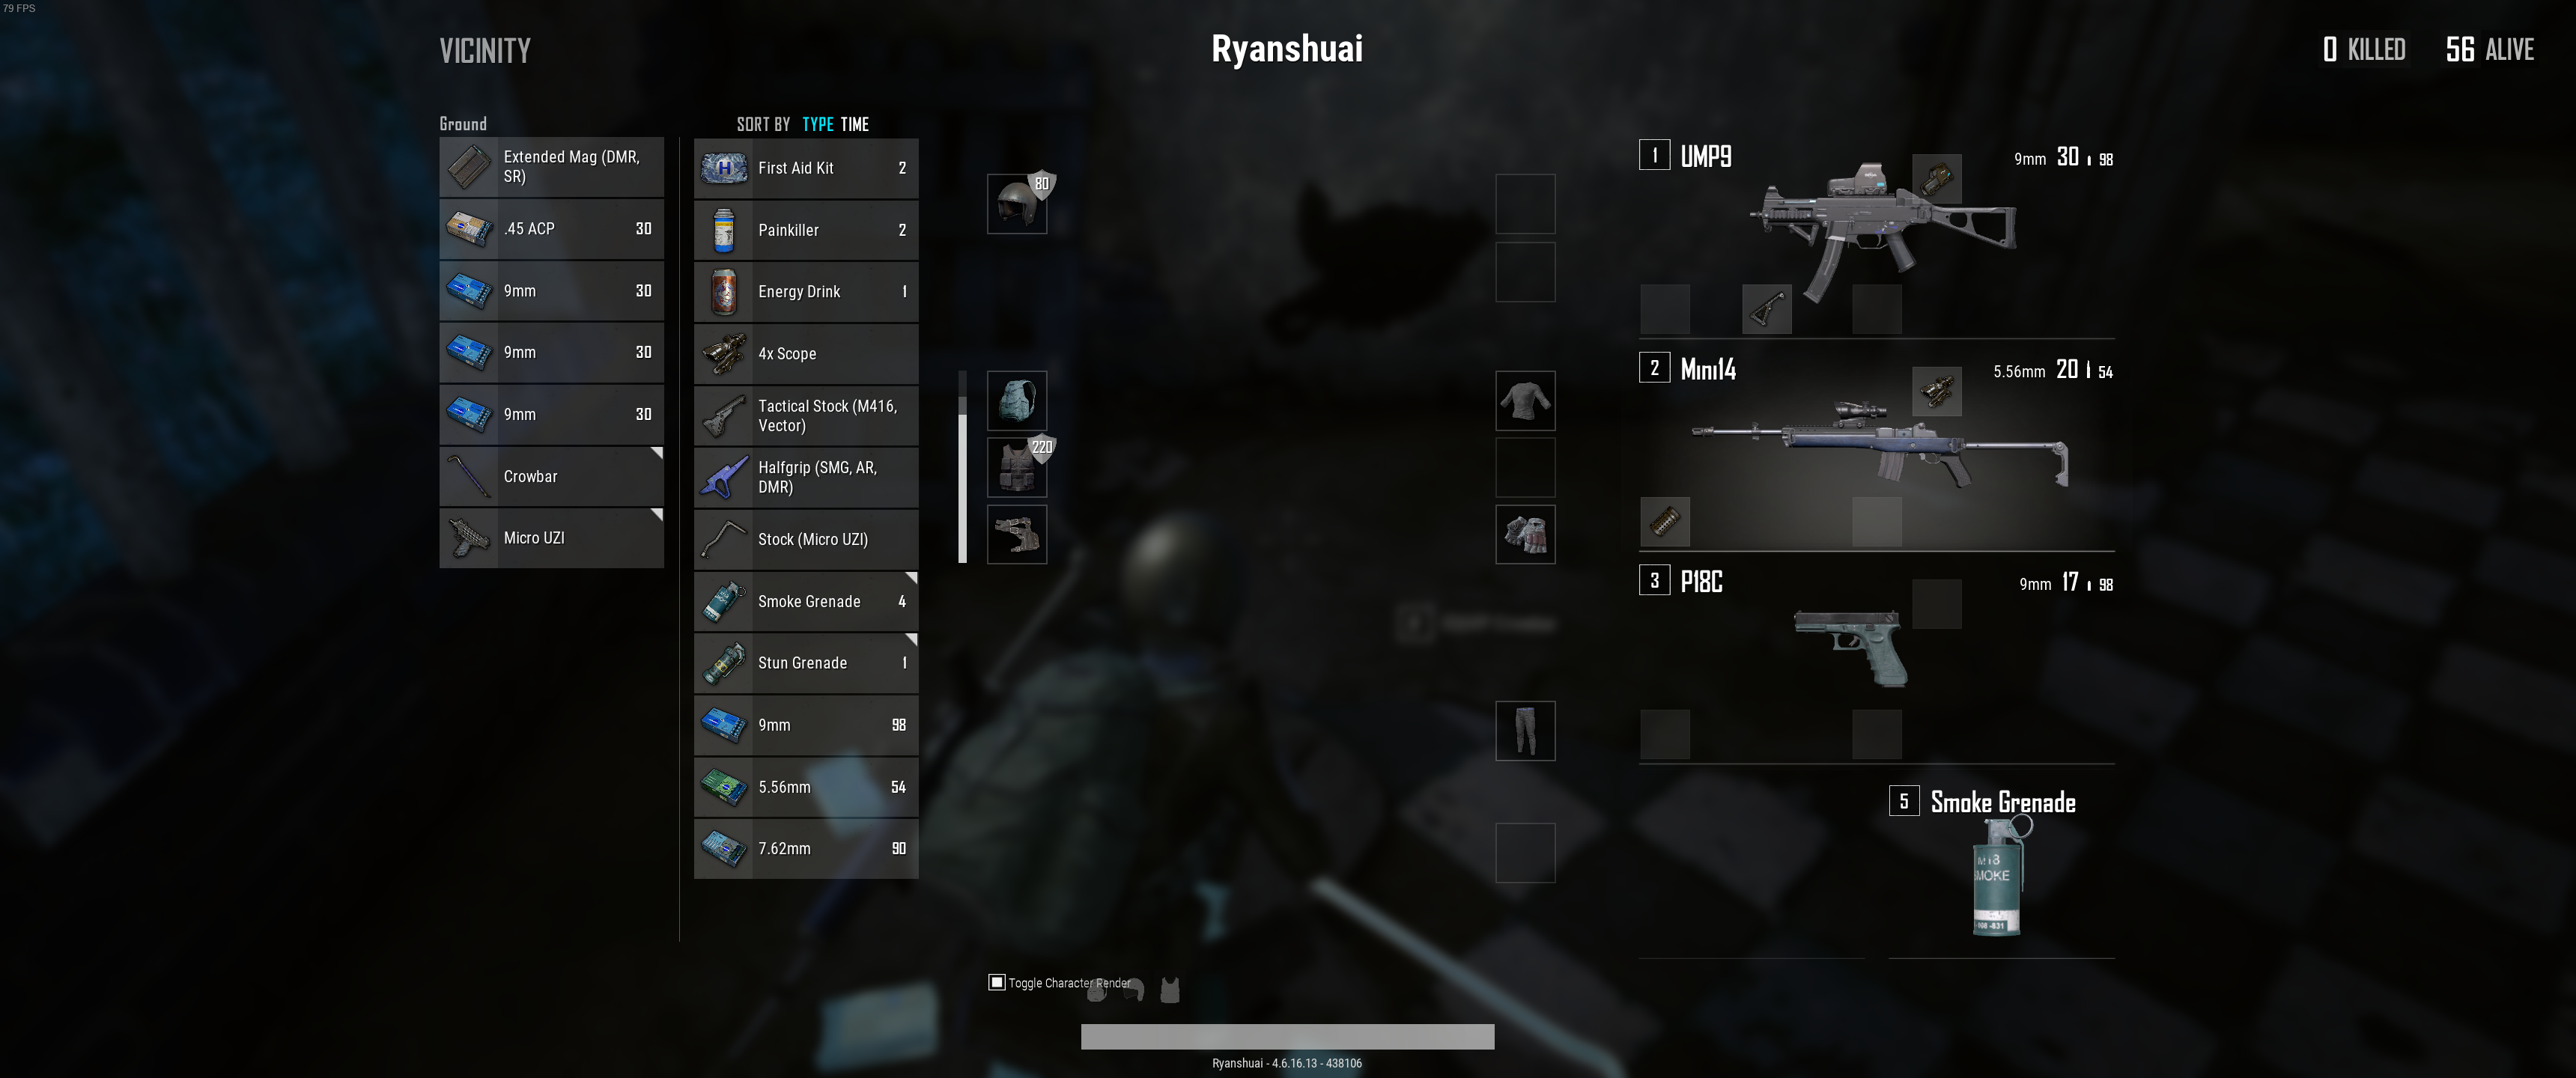 79 FPS
VICINITY
Ryanshuai
0 KILLED 56 ALIVE
Ground
Extended Mag (DMR,
SR)
.45 ACP 30
9mm 30
9mm 30
9mm 30
Crowbar
Micro UZI
SORT BY TYPE TIME
First Aid Kit 2
Painkiller 2
Energy Drink 1
4x Scope
Tactical Stock (M416,
Vector)
Halfgrip (SMG, AR,
DMR)
Stock (Micro UZI)
Smoke Grenade 4
Stun Grenade 1
9mm 98
5.56mm 54
7.62mm 90
80
220
1 UMP9 9mm 30 98
2 Mini14 5.56mm 20 54
3 P18C 9mm 17 98
5 Smoke Grenade
M18
SMOKE
Toggle Character Render
Ryanshuai - 4.6.16.13 - 438106